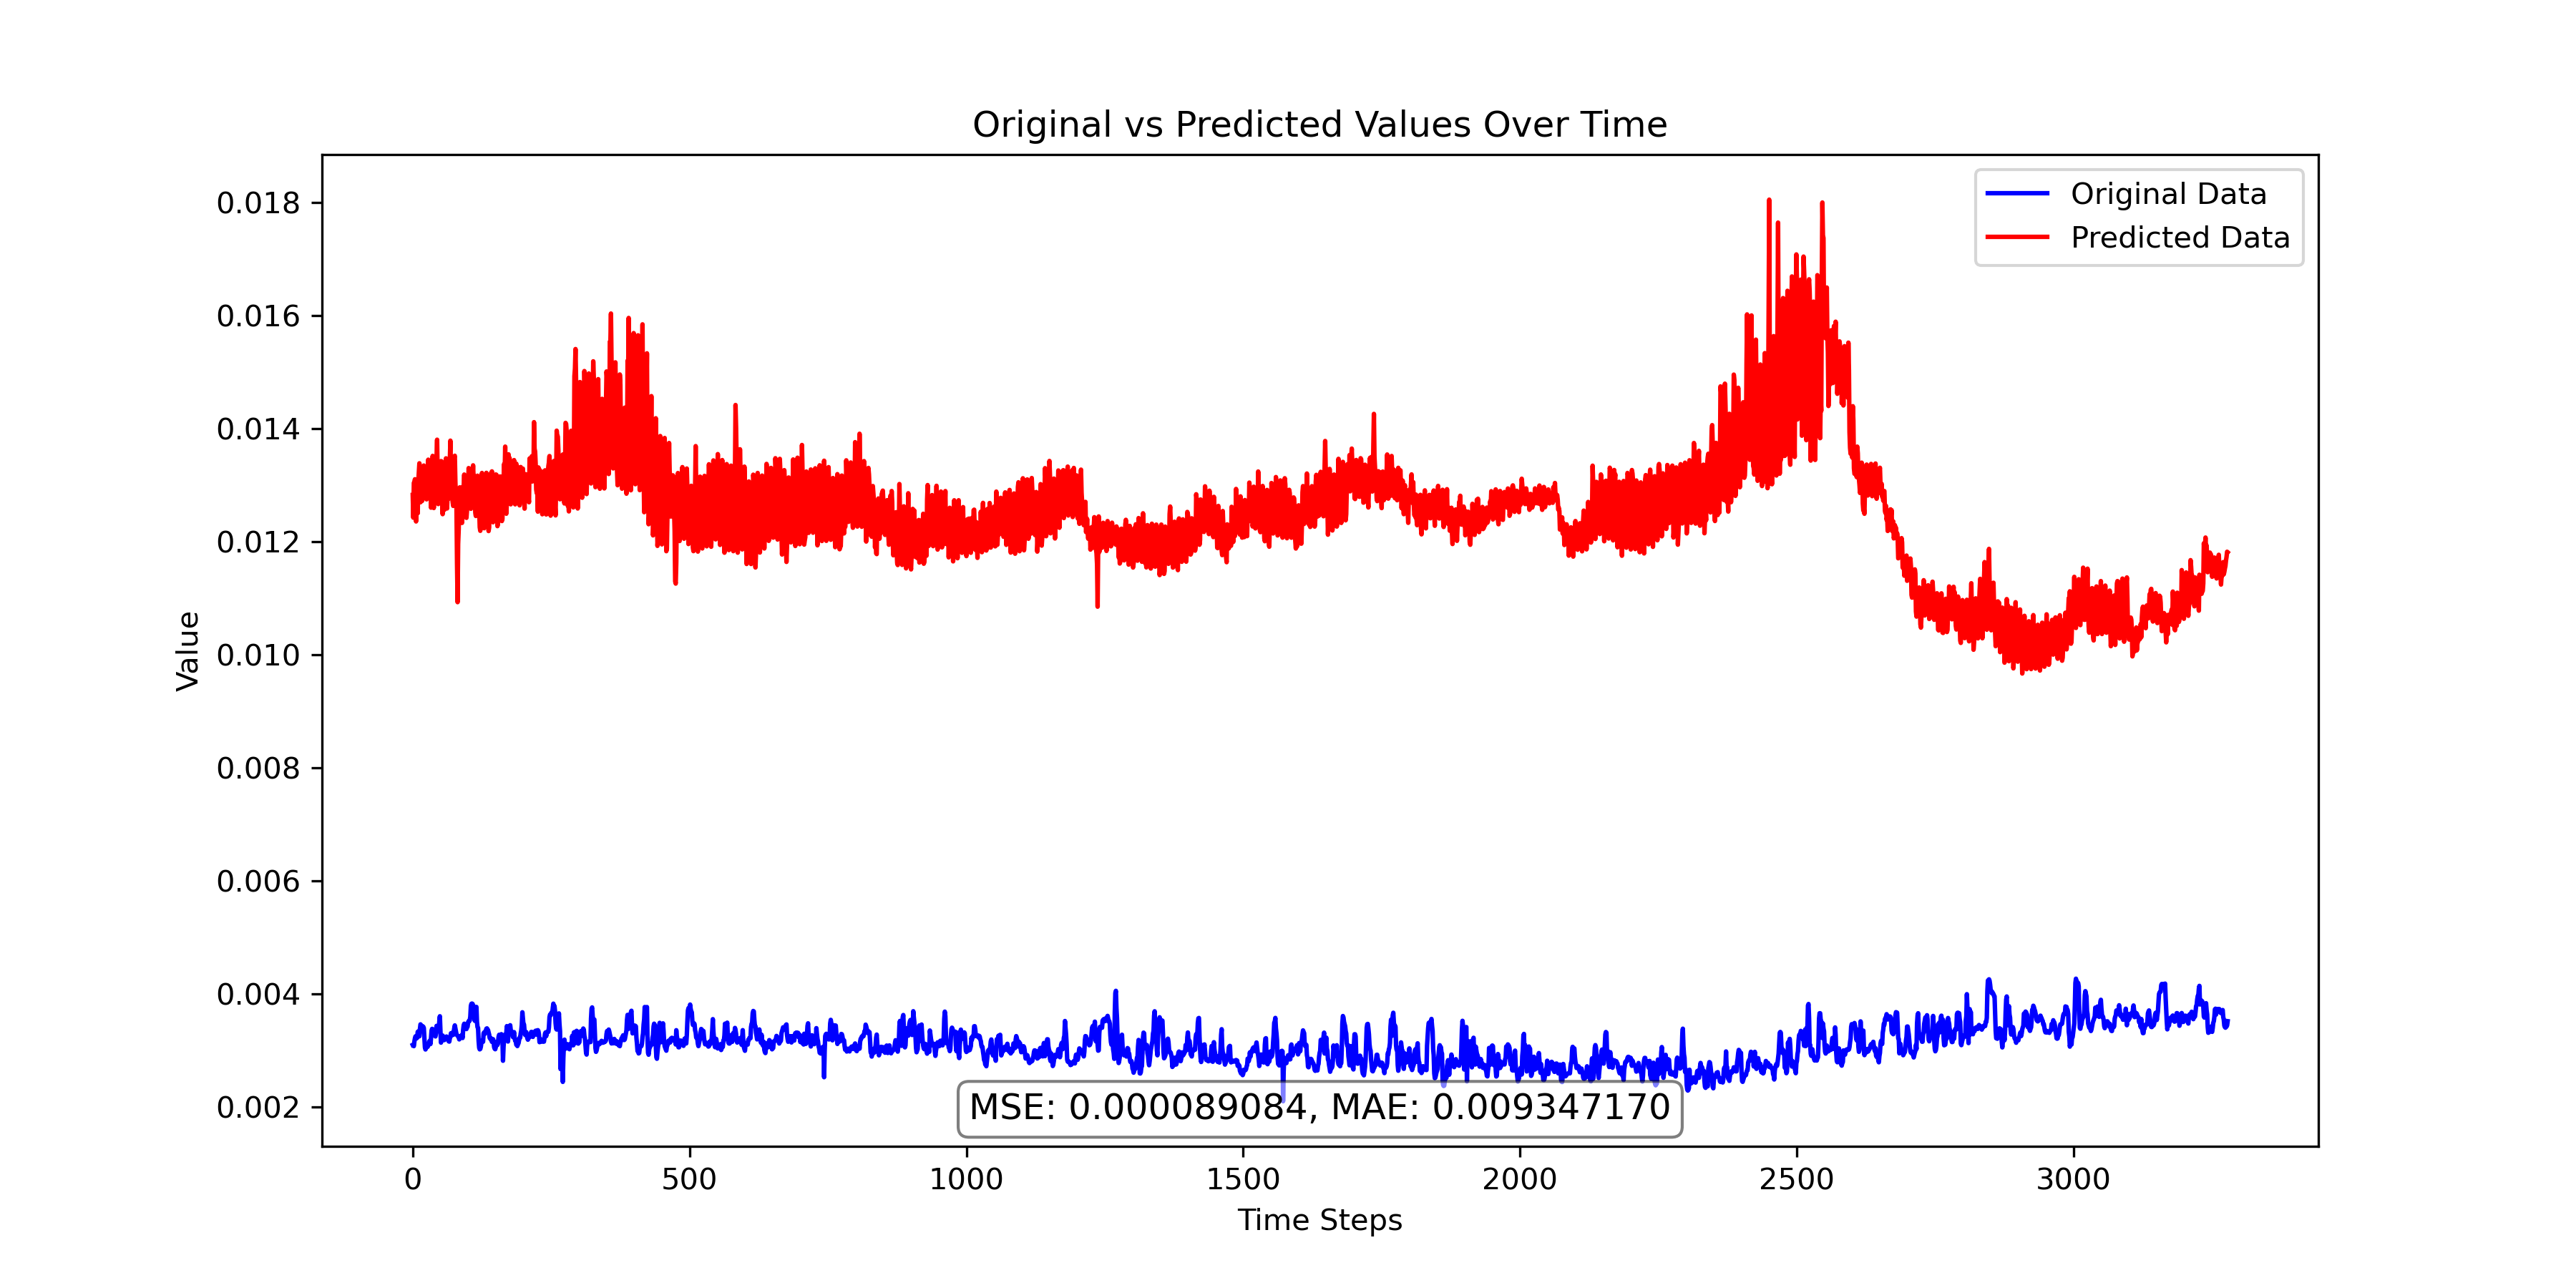 Original vs Predicted Values Over Time
Original Data
Predicted Data
Value
0.018
0.016
0.014
0.012
0.010
0.008
0.006
0.004
0.002
MSE: 0.000089084, MAE: 0.009347170
0 500 1000 1500 2000 2500 3000
Time Steps